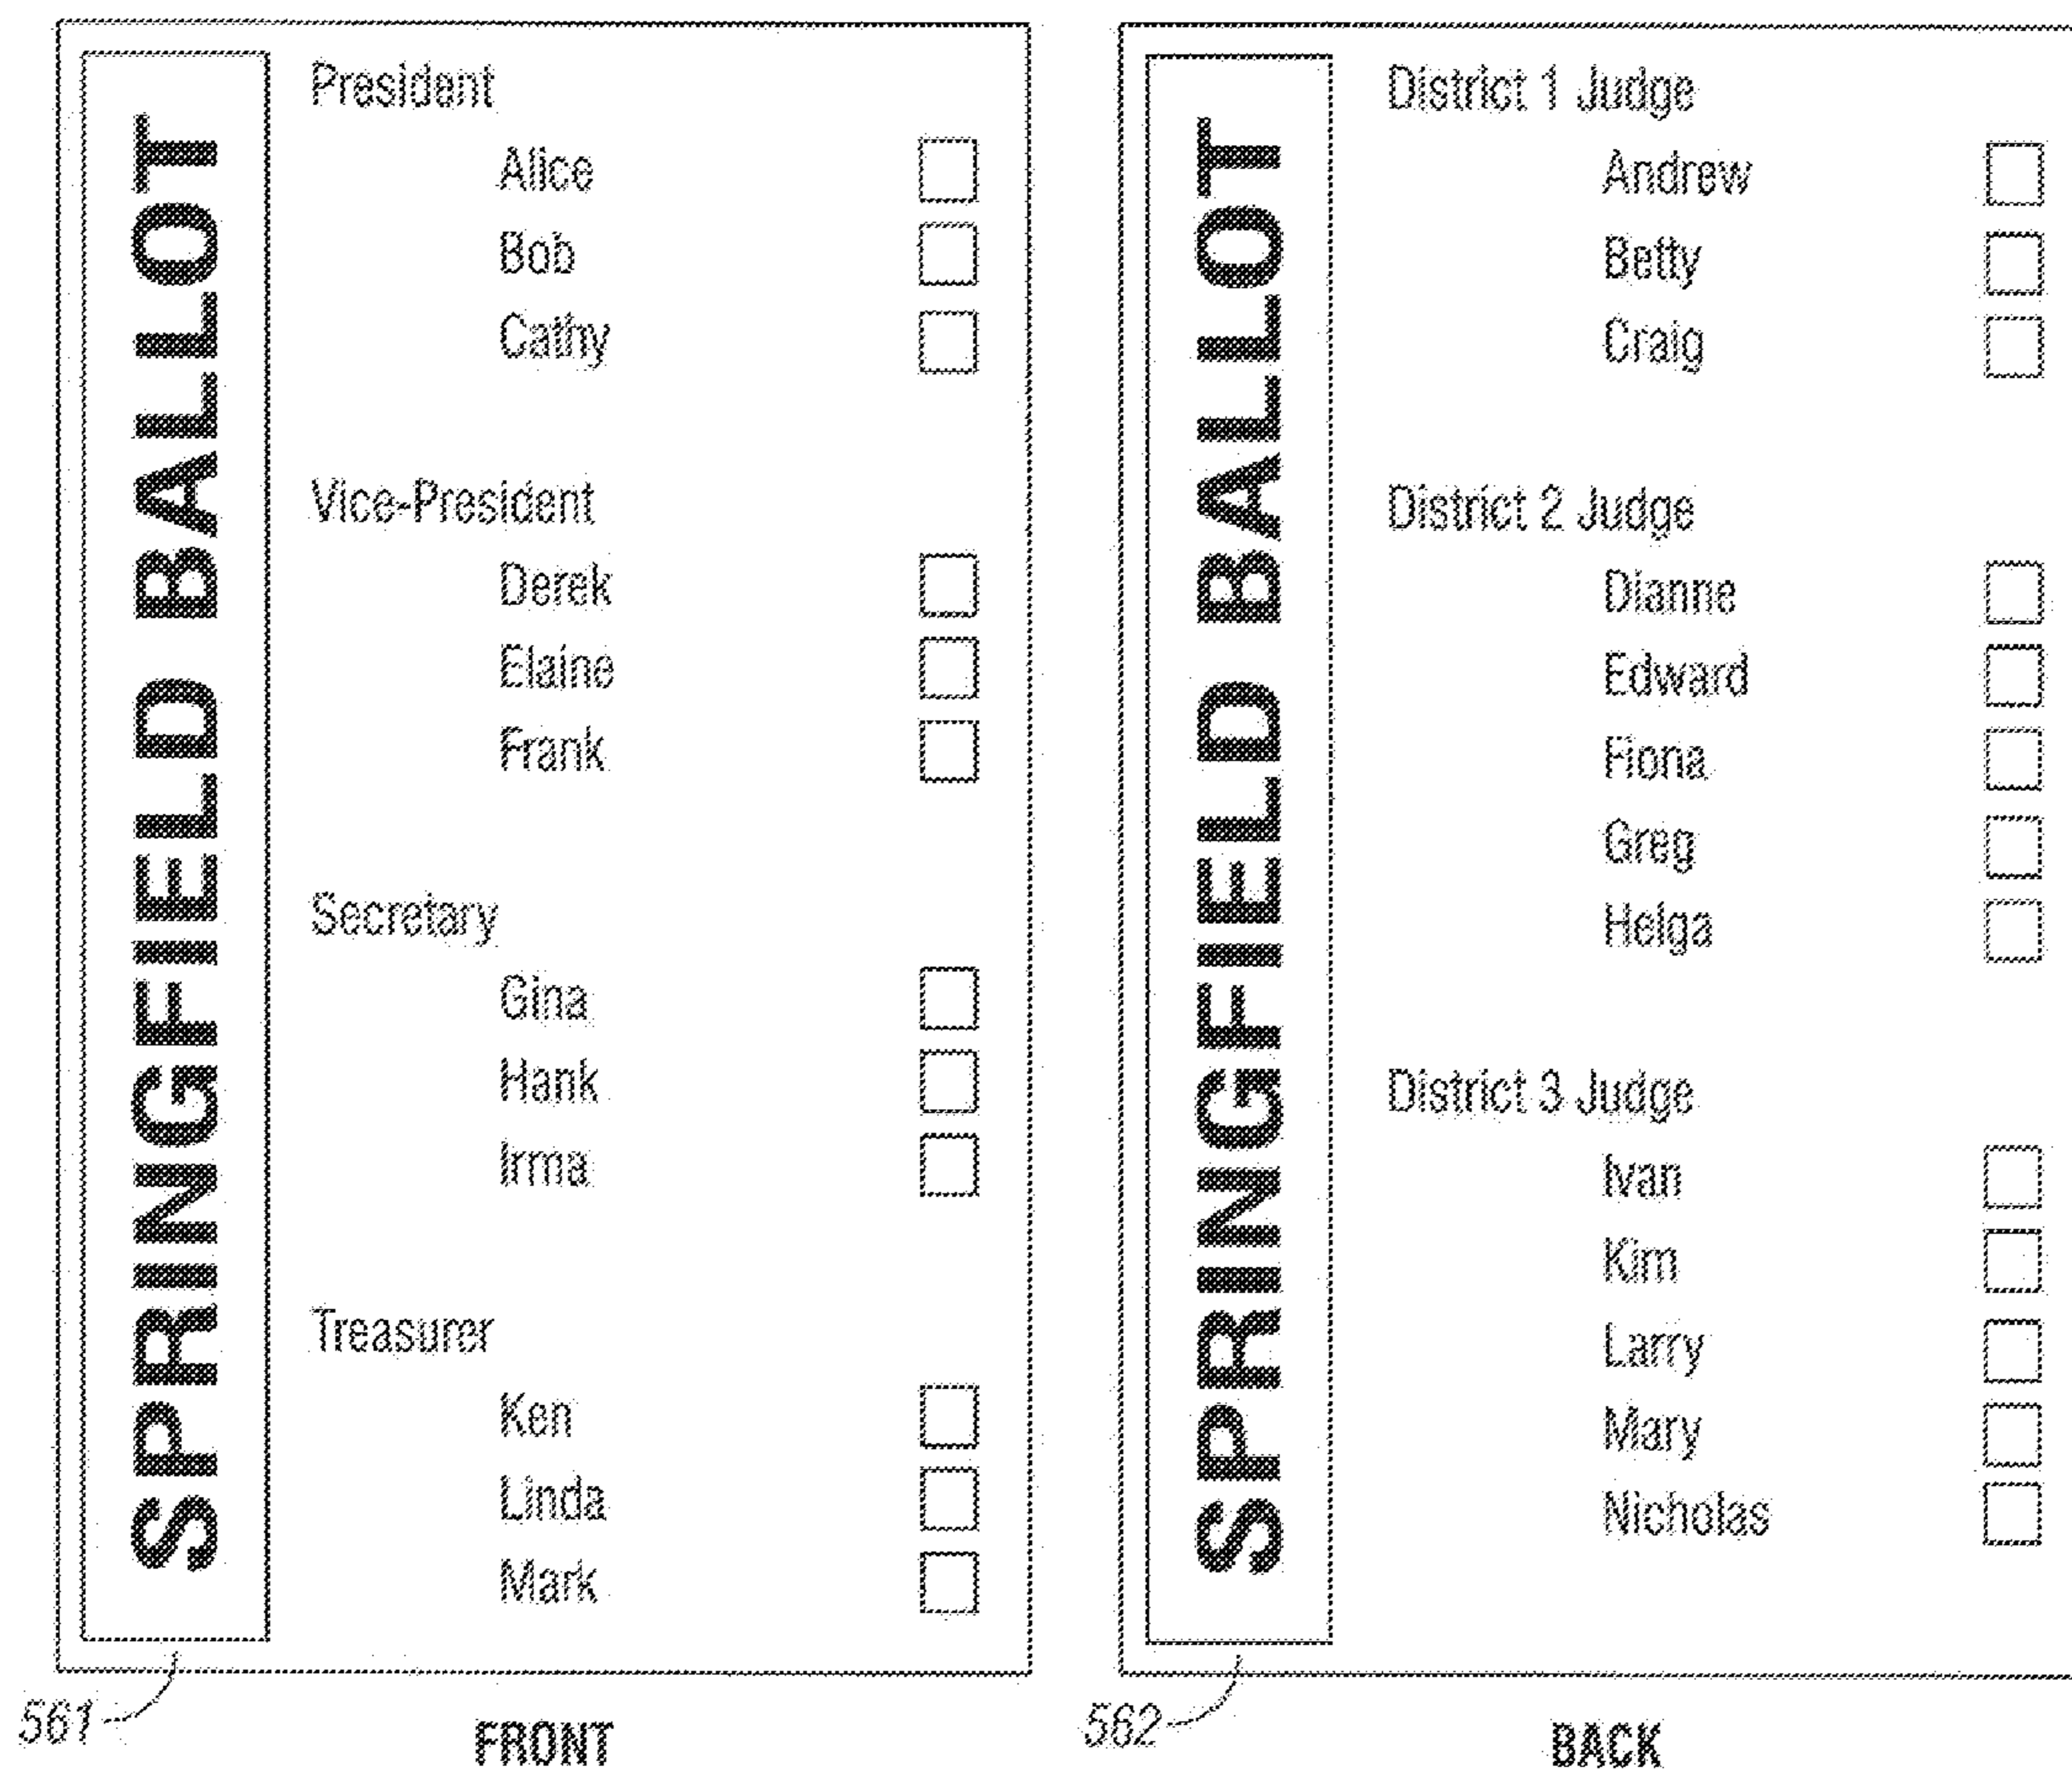 SPRINGFIELD BALLOT
President
Alice
Bob
Cathy
Vice-President
Derek
Elaine
Frank
Secretary
Gina
Hank
Irma
Treasurer
Ken
Linda
Mark
561
FRONT
SPRINGFIELD BALLOT
District 1 Judge
Andrew
Betty
Craig
District 2 Judge
Dianne
Edward
Fiona
Greg
Helga
District 3 Judge
Ivan
Kim
Larry
Mary
Nicholas
562
BACK